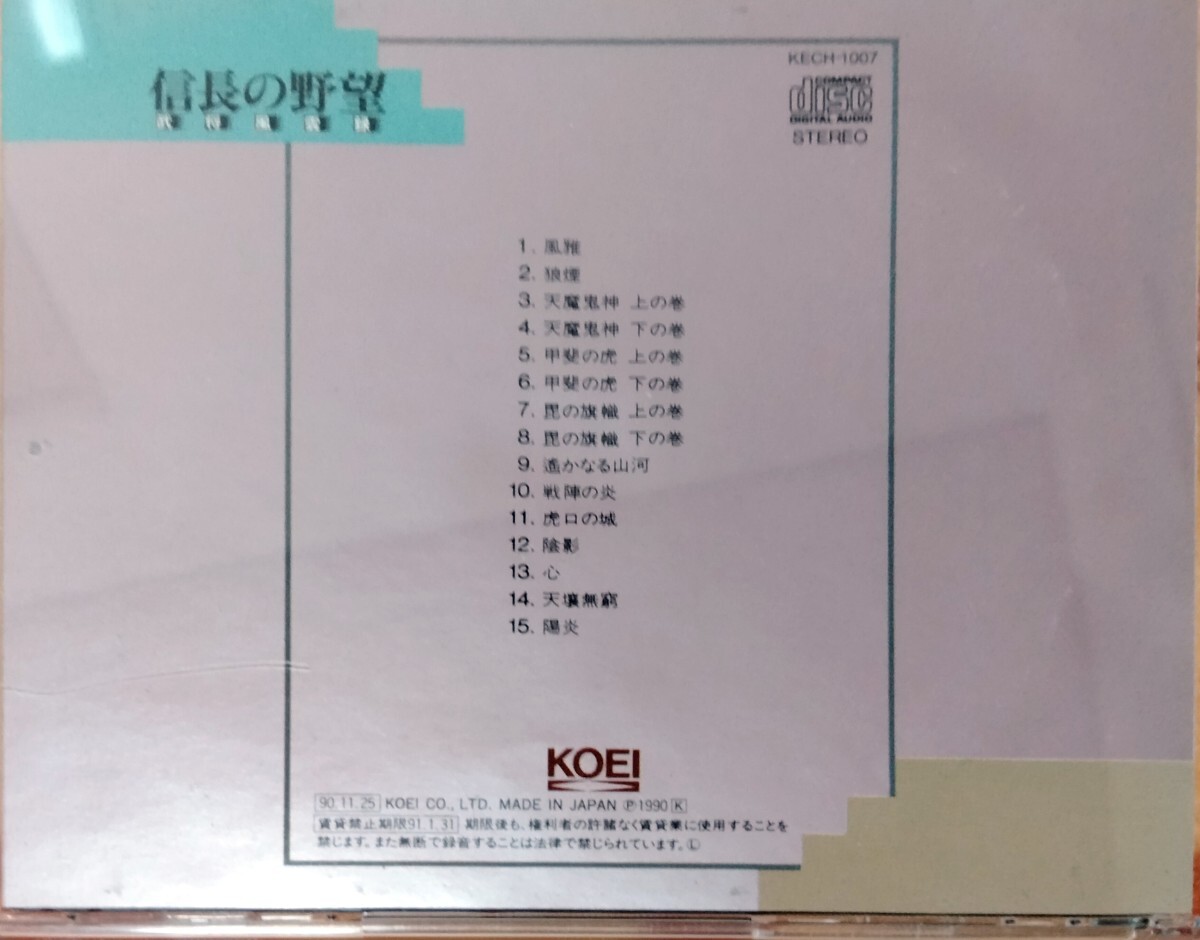 信長の野望
武将風雲録
KECH-1007
COMPACT
disc
DIGITAL AUDIO
STEREO
1. 風雅
2. 狼煙
3. 天魔鬼神 上の巻
4. 天魔鬼神 下の巻
5. 甲斐の虎 上の巻
6. 甲斐の虎 下の巻
7. 毘の旗幟 上の巻
8. 毘の旗幟 下の巻
9. 遙かなる山河
10. 戦陣の炎
11. 虎口の城
12. 陰影
13. 心
14. 天壌無窮
15. 陽炎
KOEI
90.11.25 KOEI CO., LTD. MADE IN JAPAN Ⓟ1990 K
賃貸禁止期限91.1.31 期限後も、権利者の許諾なく賃貸業に使用することを
禁じます。また無断で録音することは法律で禁じられています。Ⓛ